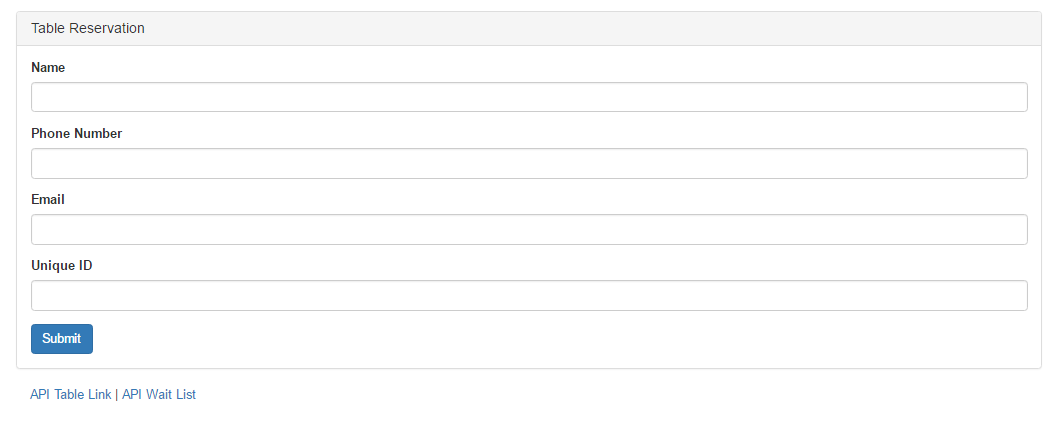 Table Reservation
Name
Phone Number
Email
Unique ID
Submit
API Table Link | API Wait List